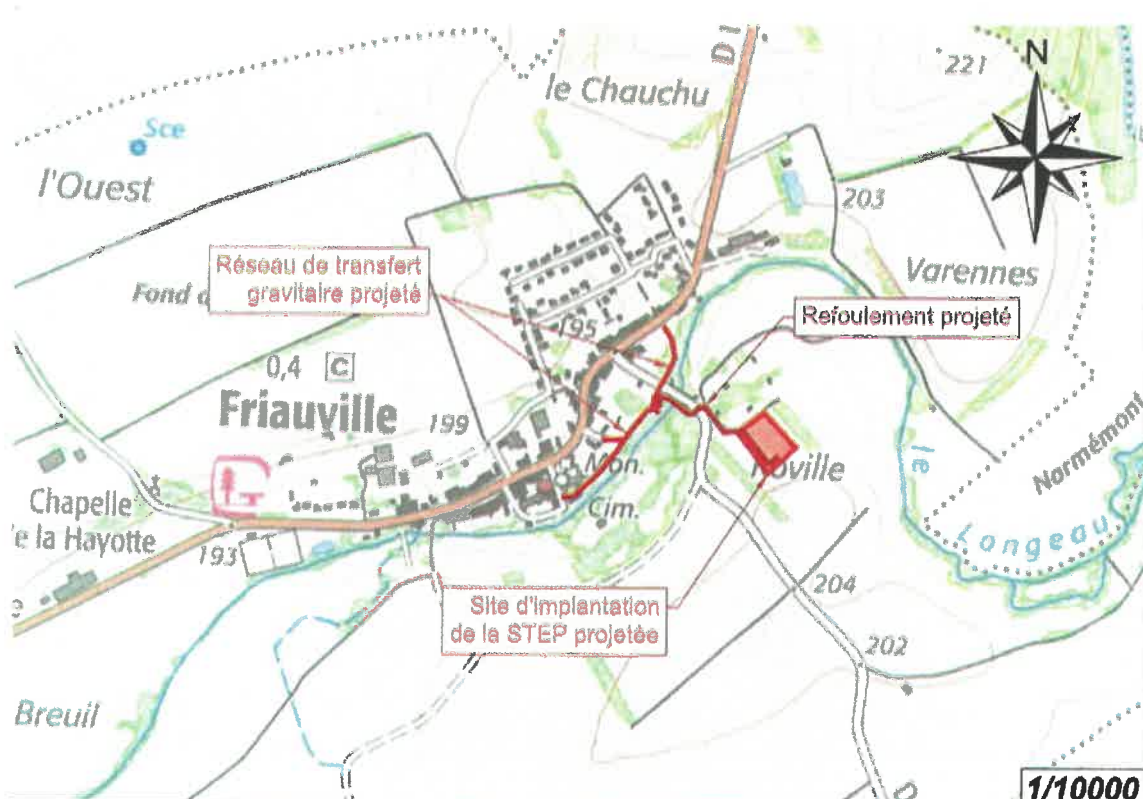 D1
N
221
le Chauchu
Sce
l'Ouest
203
Réseau de transfert
gravitaire projeté
Varennes
Fond d
195
Refoulement projeté
0,4 C
Friauville
199
Mon.
oville
Normémont
le
Longeau
Chapelle
e la Hayotte
Cim.
193
204
Site d'implantation
de la STEP projetée
202
Breuil
D
1/10000